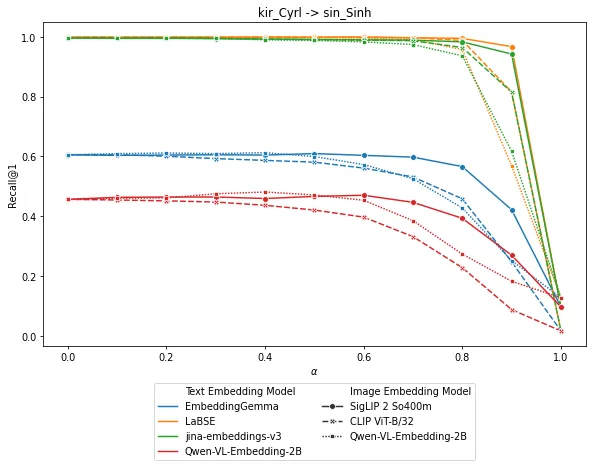 kir_Cyrl -> sin_Sinh
Recall@1
1.0
0.8
0.6
0.4
0.2
0.0
0.0 0.2 0.4 0.6 0.8 1.0
α
Text Embedding Model
EmbeddingGemma
LaBSE
jina-embeddings-v3
Qwen-VL-Embedding-2B
Image Embedding Model
SigLIP 2 So400m
CLIP ViT-B/32
Qwen-VL-Embedding-2B